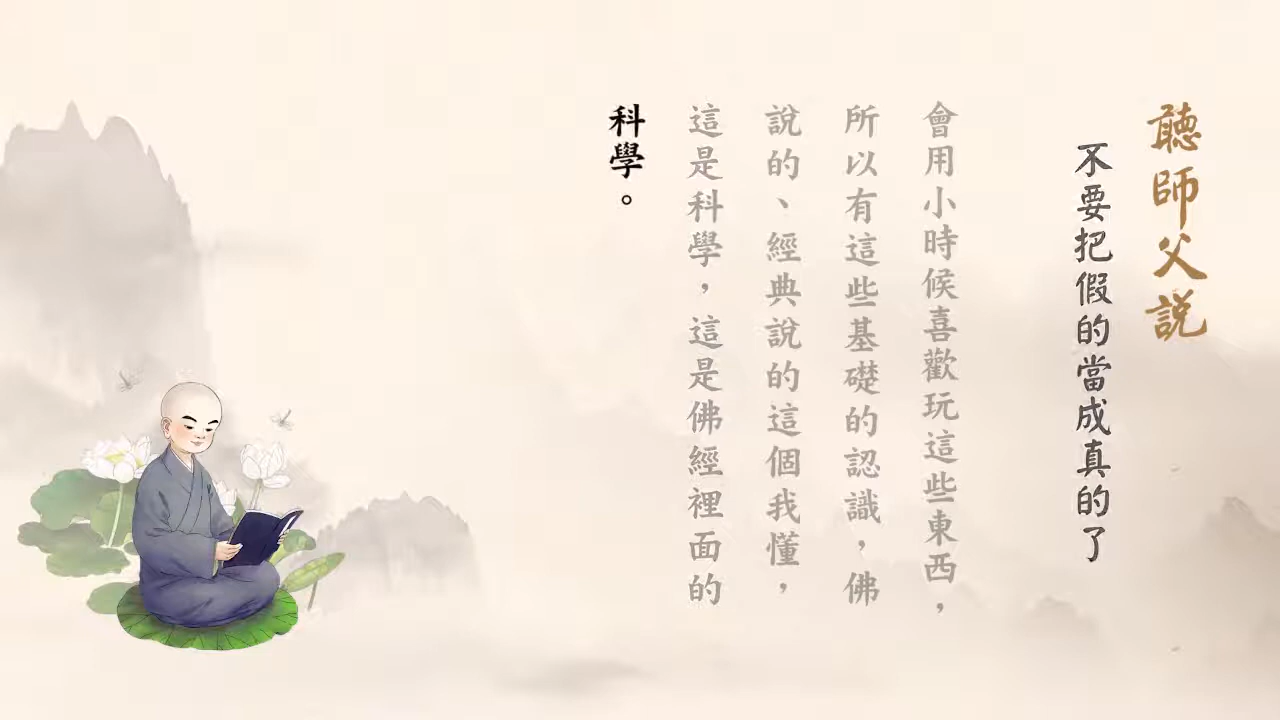 聽師父説
不要把假的當成真的了
會用小時候喜歡玩這些東西，
所以有這些基礎的認識，佛
說的、經典說的這個我懂，
這是科學，這是佛經裡面的
科學。